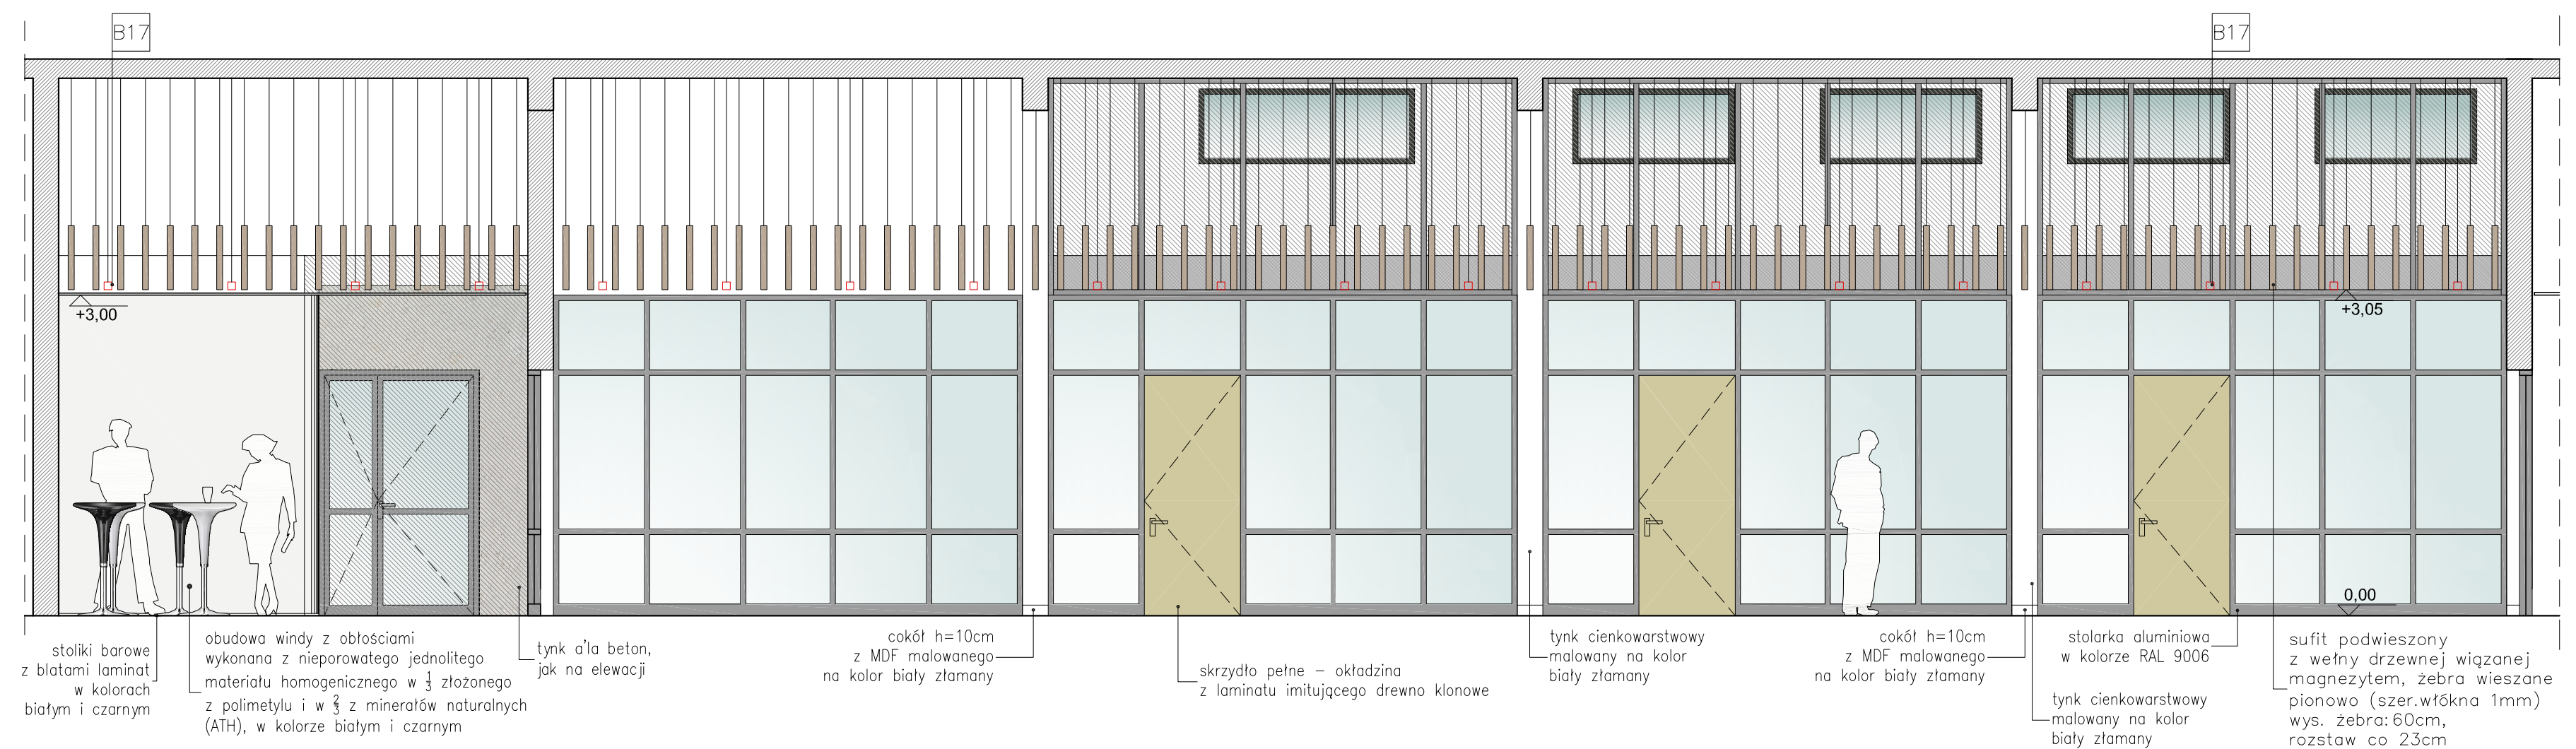 B17
B17
+3,00
+3,05
0,00
stoliki barowe
z blatami laminat
w kolorach
białym i czarnym
obudowa windy z obłościami
wykonana z nieporowatego jednolitego
materiału homogenicznego w 1/3 złożonego
z polimetylu i w 2/3 z minerałów naturalnych
(ATH), w kolorze białym i czarnym
tynk a'la beton,
jak na elewacji
cokół h=10cm
z MDF malowanego
na kolor biały złamany
skrzydło pełne – okładzina
z laminatu imitującego drewno klonowe
tynk cienkowarstwowy
malowany na kolor
biały złamany
cokół h=10cm
z MDF malowanego
na kolor biały złamany
tynk cienkowarstwowy
malowany na kolor
biały złamany
stolarka aluminiowa
w kolorze RAL 9006
sufit podwieszony
z wełny drzewnej wiązanej
magnezytem, żebra wieszane
pionowo (szer.włókna 1mm)
wys. żebra: 60cm,
rozstaw co 23cm